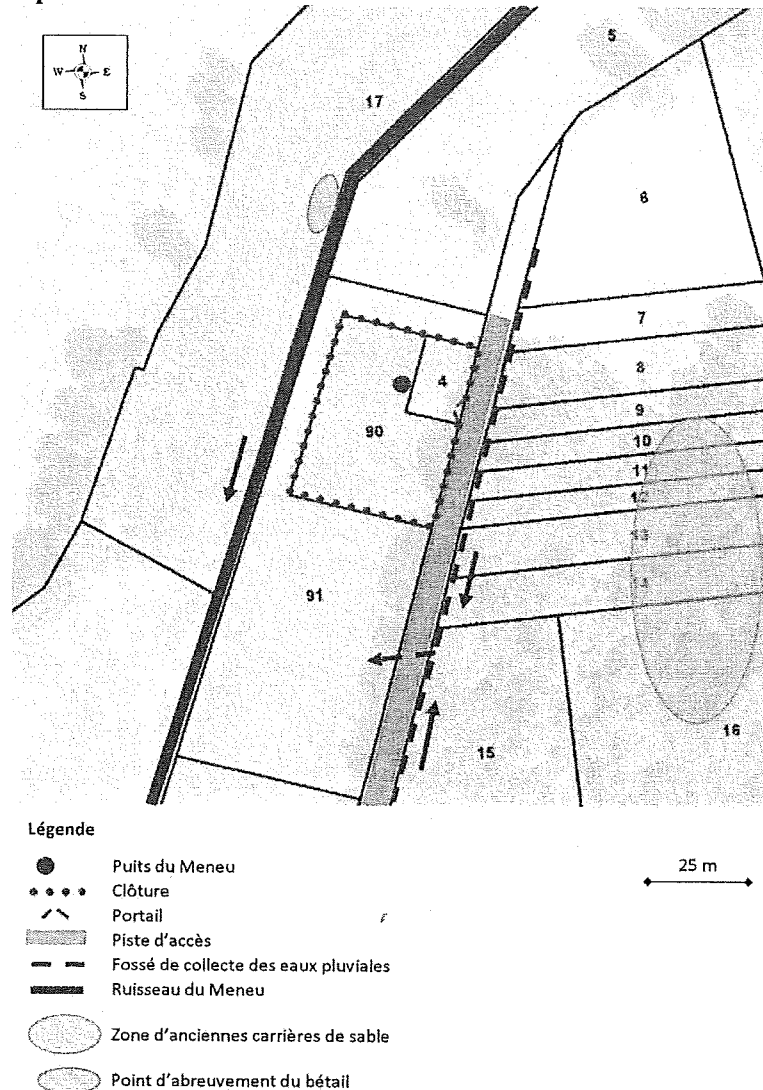 N
W E
S
5
17
6
7
8
4
9
90
10
11
12
13
14
91
16
15
Légende
Puits du Meneu
25 m
Clôture
Portail
Piste d'accès
Fossé de collecte des eaux pluviales
Ruisseau du Meneu
Zone d'anciennes carrières de sable
Point d'abreuvement du bétail